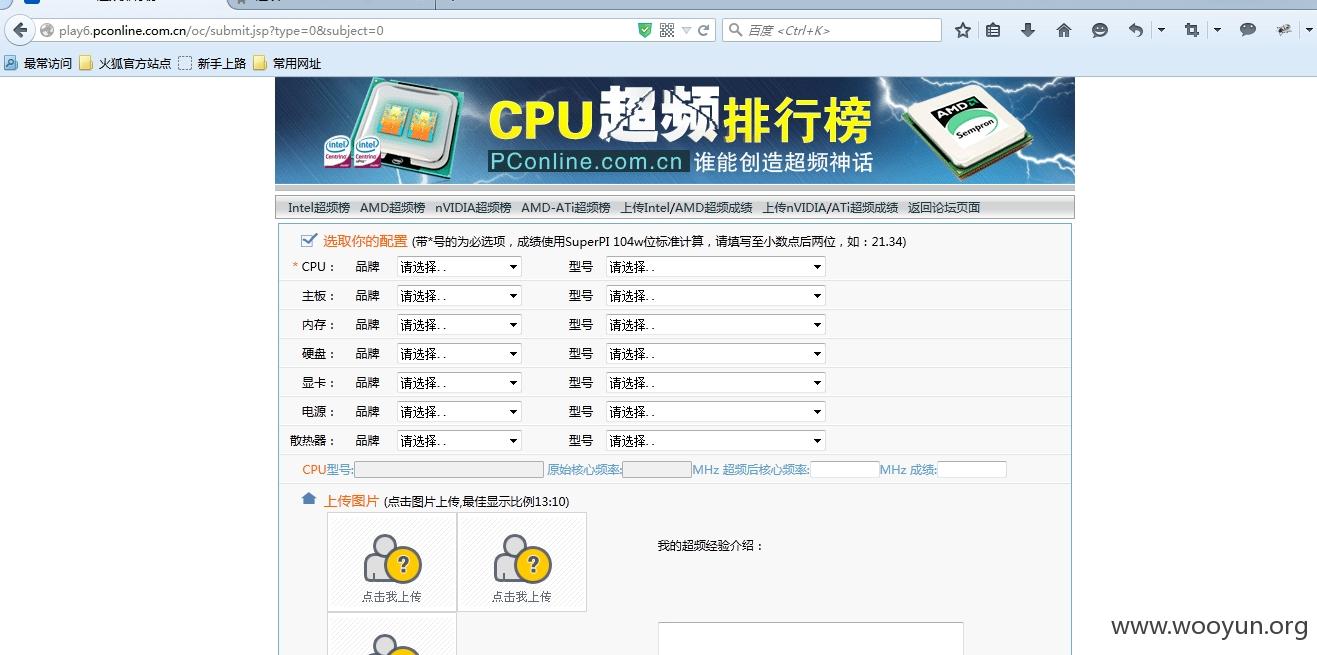 play6.pconline.com.cn/oc/submit.jsp?type=0&subject=0
百度 <Ctrl+K>
最常访问 火狐官方站点 新手上路 常用网址
intel Centrino intel Centrino
CPU超频排行榜
PConline.com.cn 谁能创造超频神话
AMD Sempron
Intel超频榜 AMD超频榜 nVIDIA超频榜 AMD-ATi超频榜 上传Intel/AMD超频成绩 上传nVIDIA/ATi超频成绩 返回论坛页面
选取你的配置 (带*号的为必选项，成绩使用SuperPI 104w位标准计算，请填写至小数点后两位，如：21.34)
* CPU： 品牌 请选择. . 型号 请选择. .
主板： 品牌 请选择. . 型号 请选择. .
内存： 品牌 请选择. . 型号 请选择. .
硬盘： 品牌 请选择. . 型号 请选择. .
显卡： 品牌 请选择. . 型号 请选择. .
电源： 品牌 请选择. . 型号 请选择. .
散热器： 品牌 请选择. . 型号 请选择. .
CPU型号: 原始核心频率: MHz 超频后核心频率: MHz 成绩:
上传图片 (点击图片上传,最佳显示比例13:10)
我的超频经验介绍：
? ?
点击我上传 点击我上传
www.wooyun.org